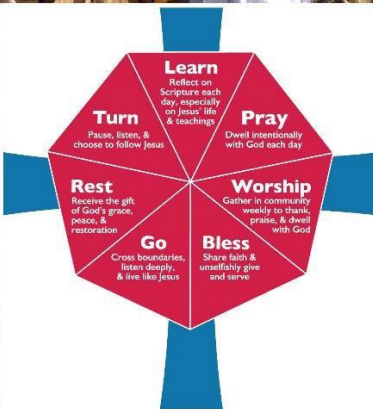 Learn
Reflect on
Scripture each
day, especially
on Jesus' life
& teachings
Turn
Pause, listen, &
choose to follow Jesus
Pray
Dwell intentionally
with God each day
Rest
Receive the gift
of God's grace,
peace, &
restoration
Worship
Gather in community
weekly to thank,
praise, & dwell
with God
Go
Cross boundaries,
listen deeply,
& live like Jesus
Bless
Share faith &
unselfishly give
and serve